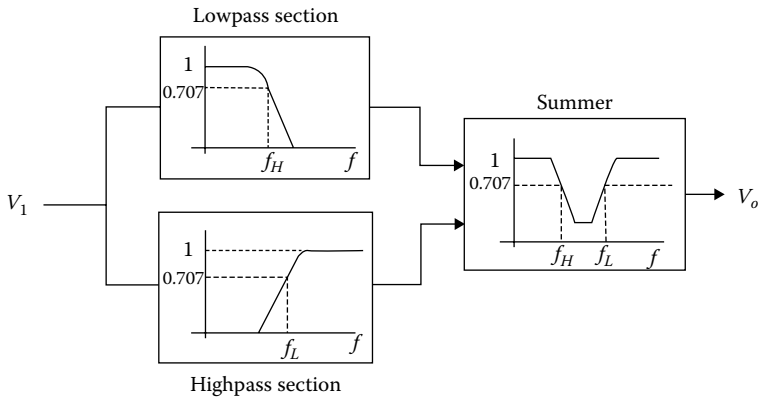 Lowpass section
1
0.707
f_H
f
V_1
1
0.707
f_L
f
Highpass section
Summer
1
0.707
f_H
f_L
f
V_o